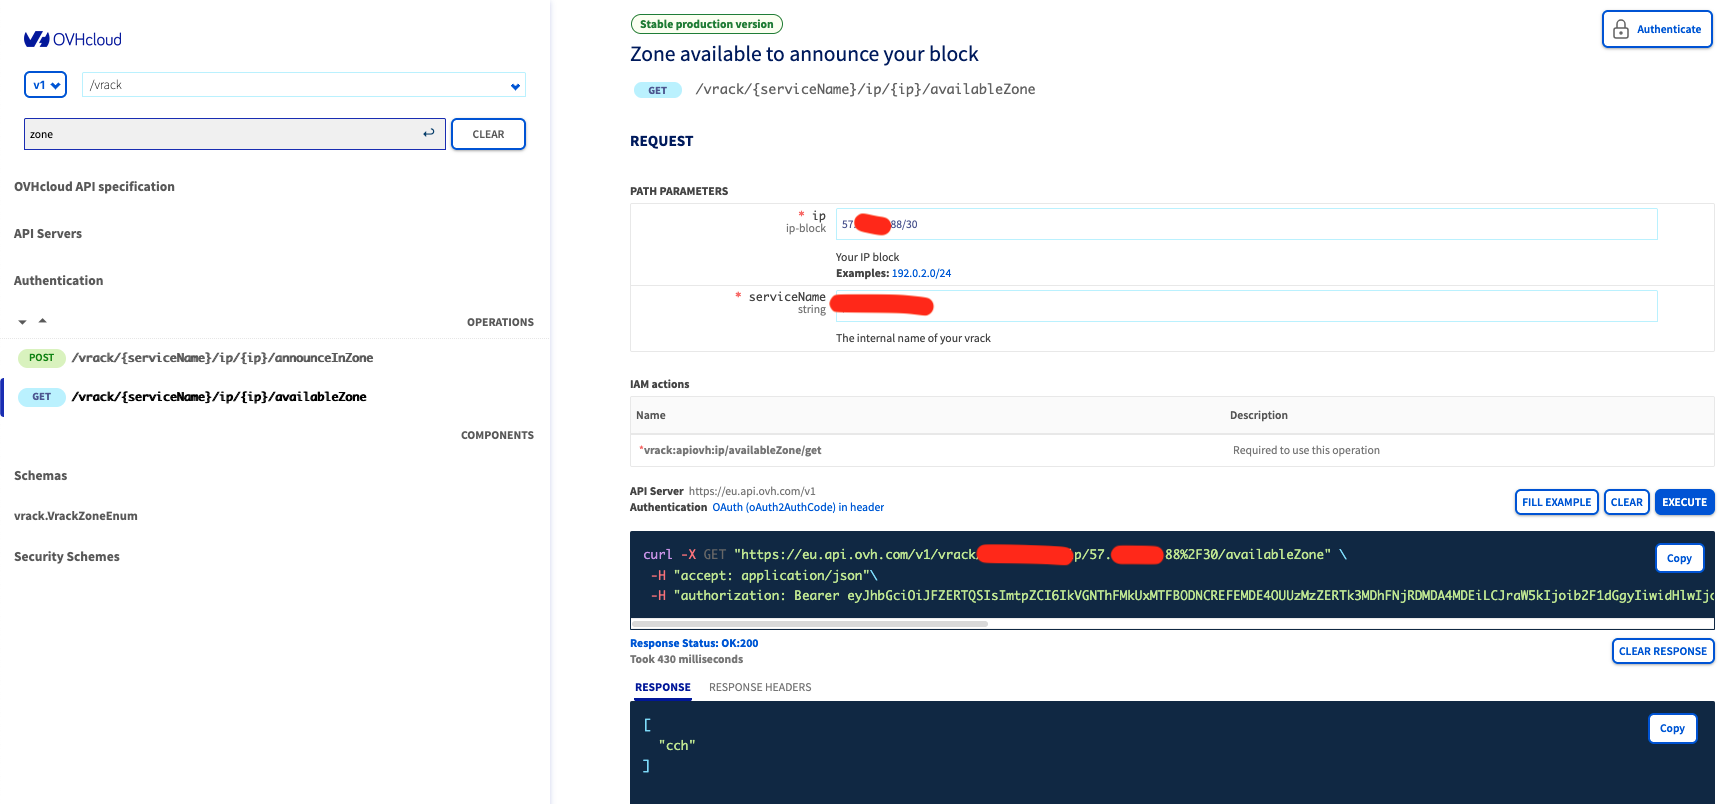 OVHcloud
v1
/vrack
zone
CLEAR
OVHcloud API specification
API Servers
Authentication
OPERATIONS
POST /vrack/{serviceName}/ip/{ip}/announceInZone
GET /vrack/{serviceName}/ip/{ip}/availableZone
COMPONENTS
Schemas
vrack.VrackZoneEnum
Security Schemes
Stable production version
Authenticate
Zone available to announce your block
GET /vrack/{serviceName}/ip/{ip}/availableZone
REQUEST
PATH PARAMETERS
* ip
ip-block
57. 88/30
Your IP block
Examples: 192.0.2.0/24
* serviceName
string
The internal name of your vrack
IAM actions
Name Description
*vrack:apiovh:ip/availableZone/get Required to use this operation
API Server https://eu.api.ovh.com/v1
Authentication OAuth (oAuth2AuthCode) in header
FILL EXAMPLE CLEAR EXECUTE
curl -X GET "https://eu.api.ovh.com/v1/vrack p/57. 88%2F30/availableZone" \
-H "accept: application/json"\
-H "authorization: Bearer
Copy
Response Status: OK:200
Took 430 milliseconds
CLEAR RESPONSE
RESPONSE RESPONSE HEADERS
[
"cch"
]
Copy